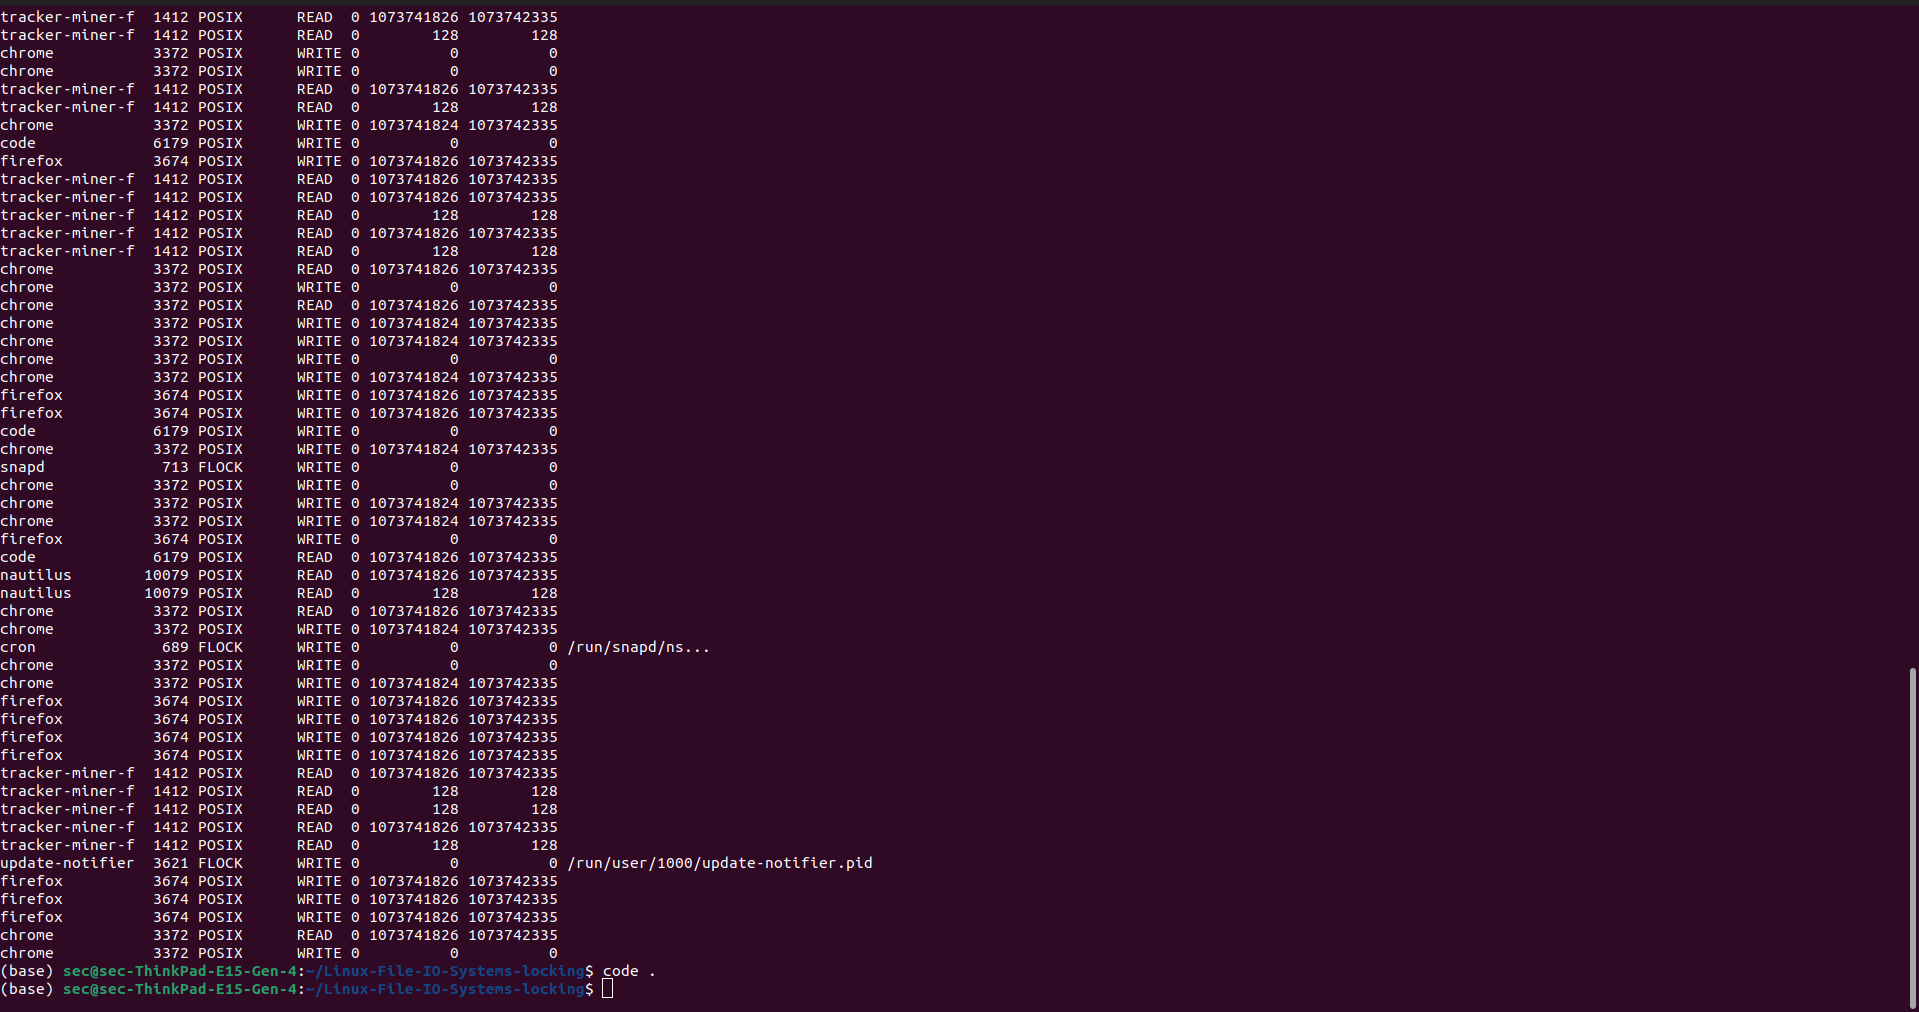 tracker-miner-f  1412 POSIX      READ  0 1073741826 1073742335
tracker-miner-f  1412 POSIX      READ  0        128        128
chrome           3372 POSIX      WRITE 0          0          0
chrome           3372 POSIX      WRITE 0          0          0
tracker-miner-f  1412 POSIX      READ  0 1073741826 1073742335
tracker-miner-f  1412 POSIX      READ  0        128        128
chrome           3372 POSIX      WRITE 0 1073741824 1073742335
code             6179 POSIX      WRITE 0          0          0
firefox          3674 POSIX      WRITE 0 1073741826 1073742335
tracker-miner-f  1412 POSIX      READ  0 1073741826 1073742335
tracker-miner-f  1412 POSIX      READ  0 1073741826 1073742335
tracker-miner-f  1412 POSIX      READ  0        128        128
tracker-miner-f  1412 POSIX      READ  0 1073741826 1073742335
tracker-miner-f  1412 POSIX      READ  0        128        128
chrome           3372 POSIX      READ  0 1073741826 1073742335
chrome           3372 POSIX      WRITE 0          0          0
chrome           3372 POSIX      READ  0 1073741826 1073742335
chrome           3372 POSIX      WRITE 0 1073741824 1073742335
chrome           3372 POSIX      WRITE 0 1073741824 1073742335
chrome           3372 POSIX      WRITE 0          0          0
chrome           3372 POSIX      WRITE 0 1073741824 1073742335
firefox          3674 POSIX      WRITE 0 1073741826 1073742335
firefox          3674 POSIX      WRITE 0 1073741826 1073742335
code             6179 POSIX      WRITE 0          0          0
chrome           3372 POSIX      WRITE 0 1073741824 1073742335
snapd             713 FLOCK      WRITE 0          0          0
chrome           3372 POSIX      WRITE 0          0          0
chrome           3372 POSIX      WRITE 0 1073741824 1073742335
chrome           3372 POSIX      WRITE 0 1073741824 1073742335
firefox          3674 POSIX      WRITE 0          0          0
code             6179 POSIX      READ  0 1073741826 1073742335
nautilus        10079 POSIX      READ  0 1073741826 1073742335
nautilus        10079 POSIX      READ  0        128        128
chrome           3372 POSIX      READ  0 1073741826 1073742335
chrome           3372 POSIX      WRITE 0 1073741824 1073742335
cron              689 FLOCK      WRITE 0          0          0 /run/snapd/ns...
chrome           3372 POSIX      WRITE 0          0          0
chrome           3372 POSIX      WRITE 0 1073741824 1073742335
firefox          3674 POSIX      WRITE 0 1073741826 1073742335
firefox          3674 POSIX      WRITE 0 1073741826 1073742335
firefox          3674 POSIX      WRITE 0 1073741826 1073742335
firefox          3674 POSIX      WRITE 0 1073741826 1073742335
tracker-miner-f  1412 POSIX      READ  0 1073741826 1073742335
tracker-miner-f  1412 POSIX      READ  0        128        128
tracker-miner-f  1412 POSIX      READ  0        128        128
tracker-miner-f  1412 POSIX      READ  0 1073741826 1073742335
tracker-miner-f  1412 POSIX      READ  0        128        128
update-notifier  3621 FLOCK      WRITE 0          0          0 /run/user/1000/update-notifier.pid
firefox          3674 POSIX      WRITE 0 1073741826 1073742335
firefox          3674 POSIX      WRITE 0 1073741826 1073742335
firefox          3674 POSIX      WRITE 0 1073741826 1073742335
chrome           3372 POSIX      READ  0 1073741826 1073742335
chrome           3372 POSIX      WRITE 0          0          0
(base) sec@sec-ThinkPad-E15-Gen-4:~/Linux-File-IO-Systems-locking$ code .
(base) sec@sec-ThinkPad-E15-Gen-4:~/Linux-File-IO-Systems-locking$